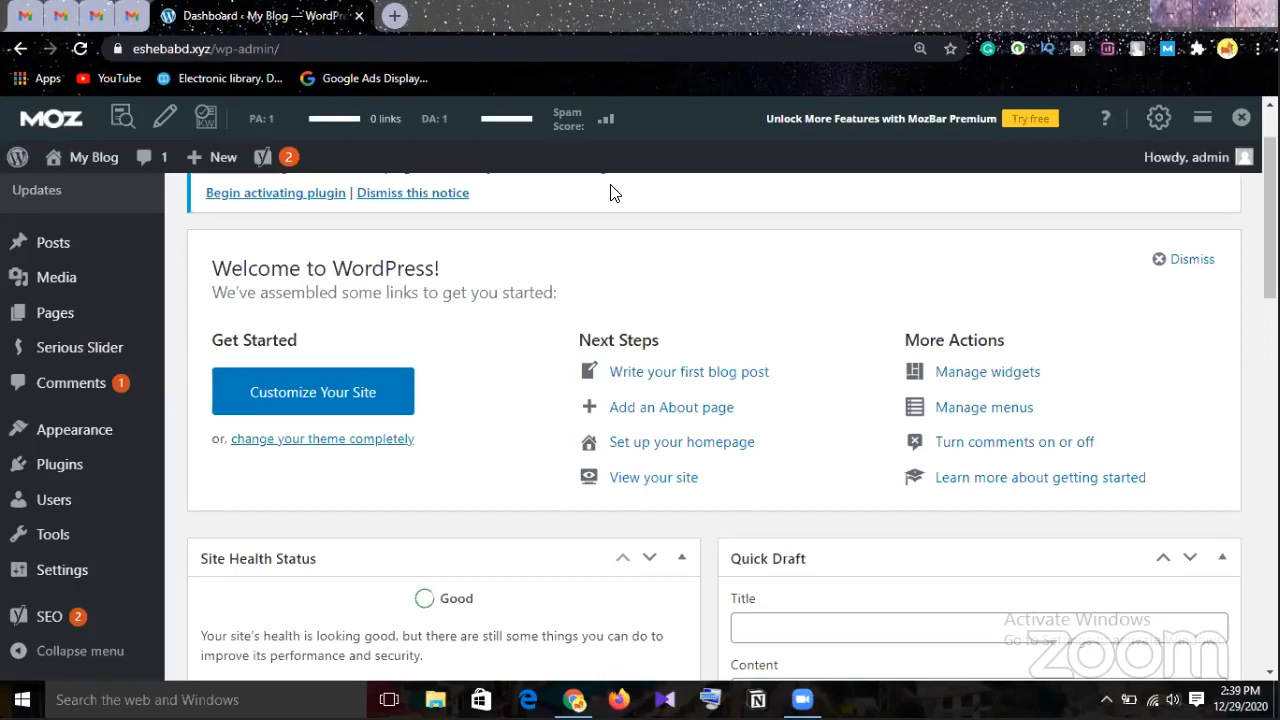 Dashboard ‹ My Blog — WordPre
eshebabd.xyz/wp-admin/
Apps
YouTube
Electronic library. D...
Google Ads Display...
MOZ
PA: 1
0 links
DA: 1
Spam
Score:
Unlock More Features with MozBar Premium
Try free
?
My Blog
1
New
2
Howdy, admin
Updates
Begin activating plugin | Dismiss this notice
Posts
Media
Pages
Serious Slider
Comments 1
Appearance
Plugins
Users
Tools
Settings
SEO 2
Collapse menu
Welcome to WordPress!
Dismiss
We've assembled some links to get you started:
Get Started
Customize Your Site
or, change your theme completely
Next Steps
Write your first blog post
Add an About page
Set up your homepage
View your site
More Actions
Manage widgets
Manage menus
Turn comments on or off
Learn more about getting started
Site Health Status
Good
Your site's health is looking good, but there are still some things you can do to
improve its performance and security.
Quick Draft
Title
Content
Activate Windows
zoom
Search the web and Windows
2:39 PM
12/29/2020